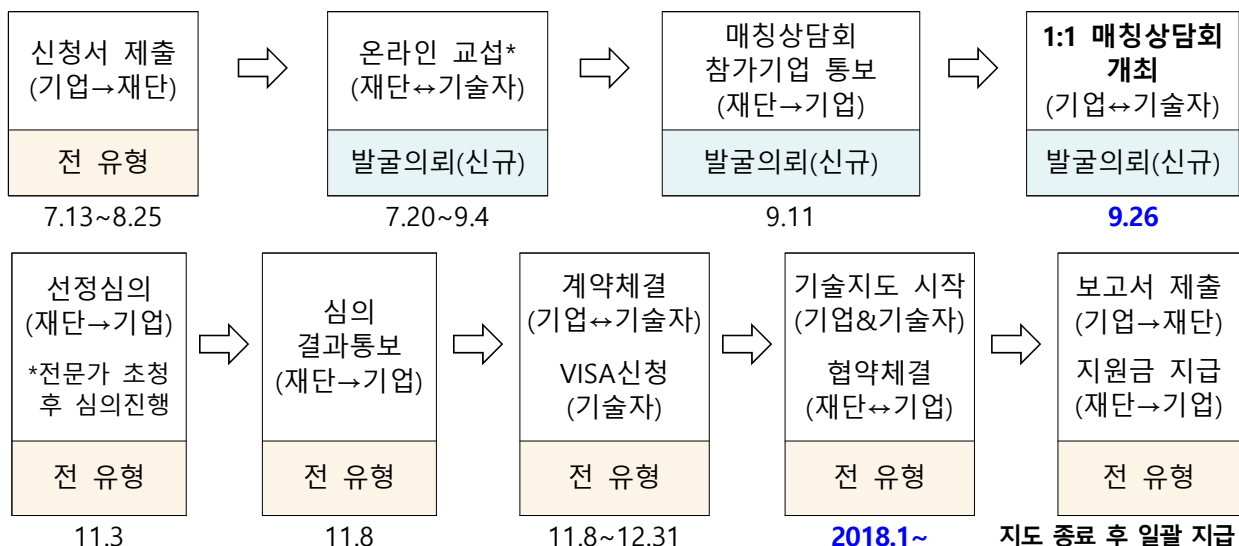 신청서 제출
(기업→재단)
전 유형
7.13~8.25
온라인 교섭*
(재단↔기술자)
발굴의뢰(신규)
7.20~9.4
매칭상담회
참가기업 통보
(재단→기업)
발굴의뢰(신규)
9.11
1:1 매칭상담회
개최
(기업↔기술자)
발굴의뢰(신규)
9.26
선정심의
(재단→기업)
*전문가 초청
후 심의진행
전 유형
11.3
심의
결과통보
(재단→기업)
전 유형
11.8
계약체결
(기업↔기술자)
VISA신청
(기술자)
전 유형
11.8~12.31
기술지도 시작
(기업&기술자)
협약체결
(재단↔기업)
전 유형
2018.1~
보고서 제출
(기업→재단)
지원금 지급
(재단→기업)
전 유형
지도 종료 후 일괄 지급